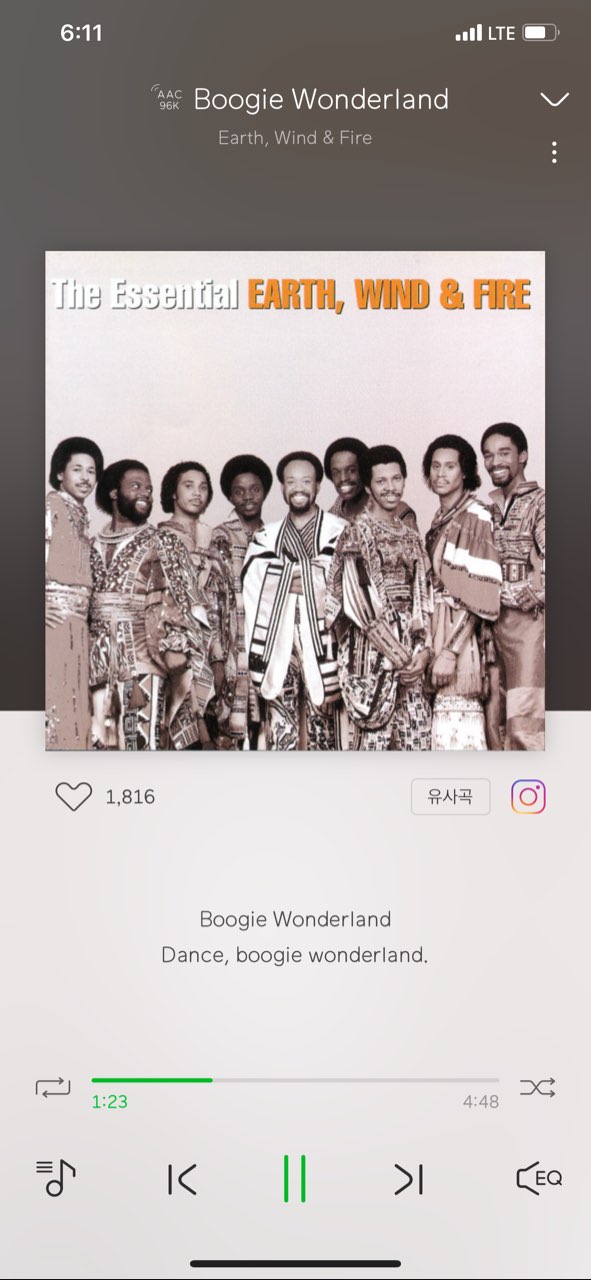 6:11
LTE
AAC
96K
Boogie Wonderland
Earth, Wind & Fire
The Essential EARTH, WIND & FIRE
1,816
유사곡
Boogie Wonderland
Dance, boogie wonderland.
1:23
4:48
EQ